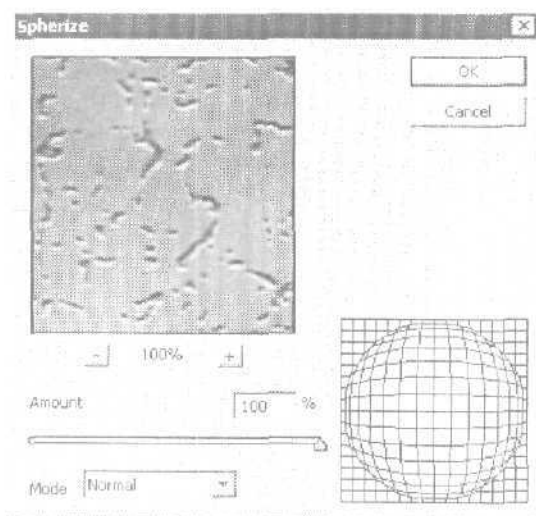 Spherize
OK
Cancel
- 100% +
Amount 100 %
Mode Normal